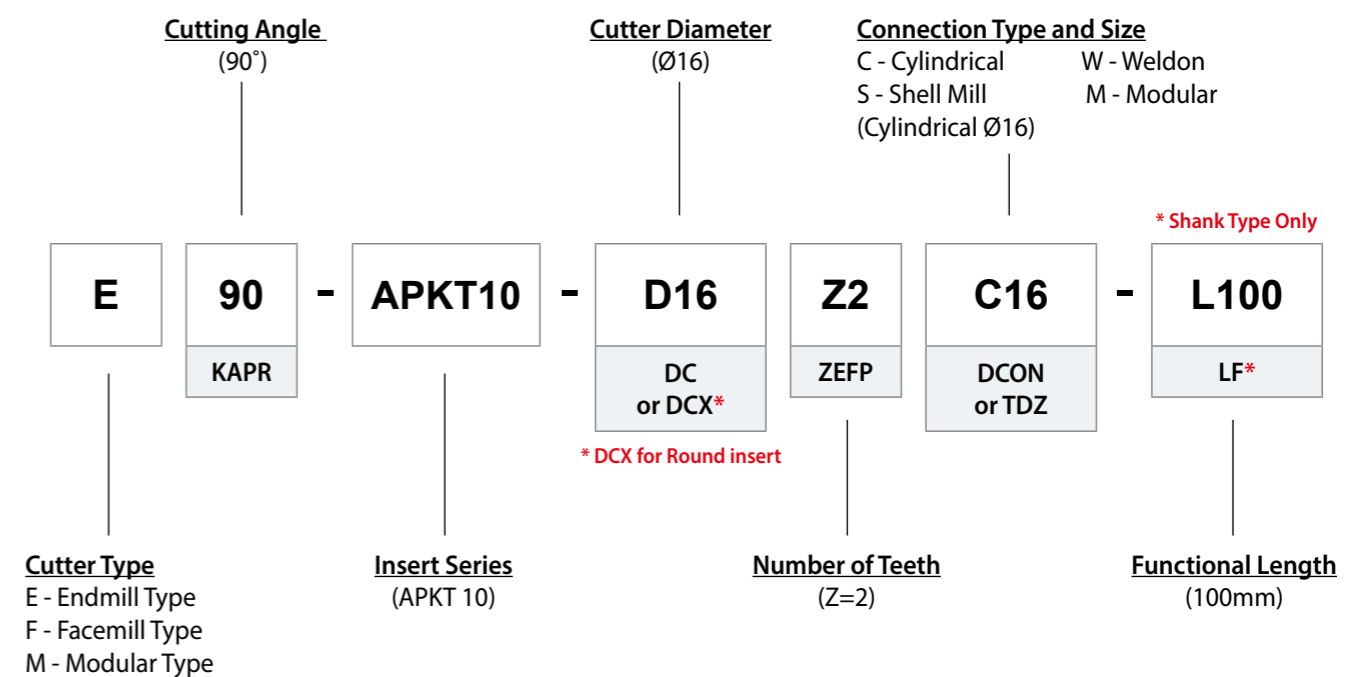 Cutting Angle
(90˚)
Cutter Diameter
(Ø16)
Connection Type and Size
C - Cylindrical W - Weldon
S - Shell Mill M - Modular
(Cylindrical Ø16)
* Shank Type Only
E 90 - APKT10 - D16 Z2 C16 - L100
KAPR
DC
or DCX*
ZEFP
DCON
or TDZ
LF*
* DCX for Round insert
Cutter Type
E - Endmill Type
F - Facemill Type
M - Modular Type
Insert Series
(APKT 10)
Number of Teeth
(Z=2)
Functional Length
(100mm)